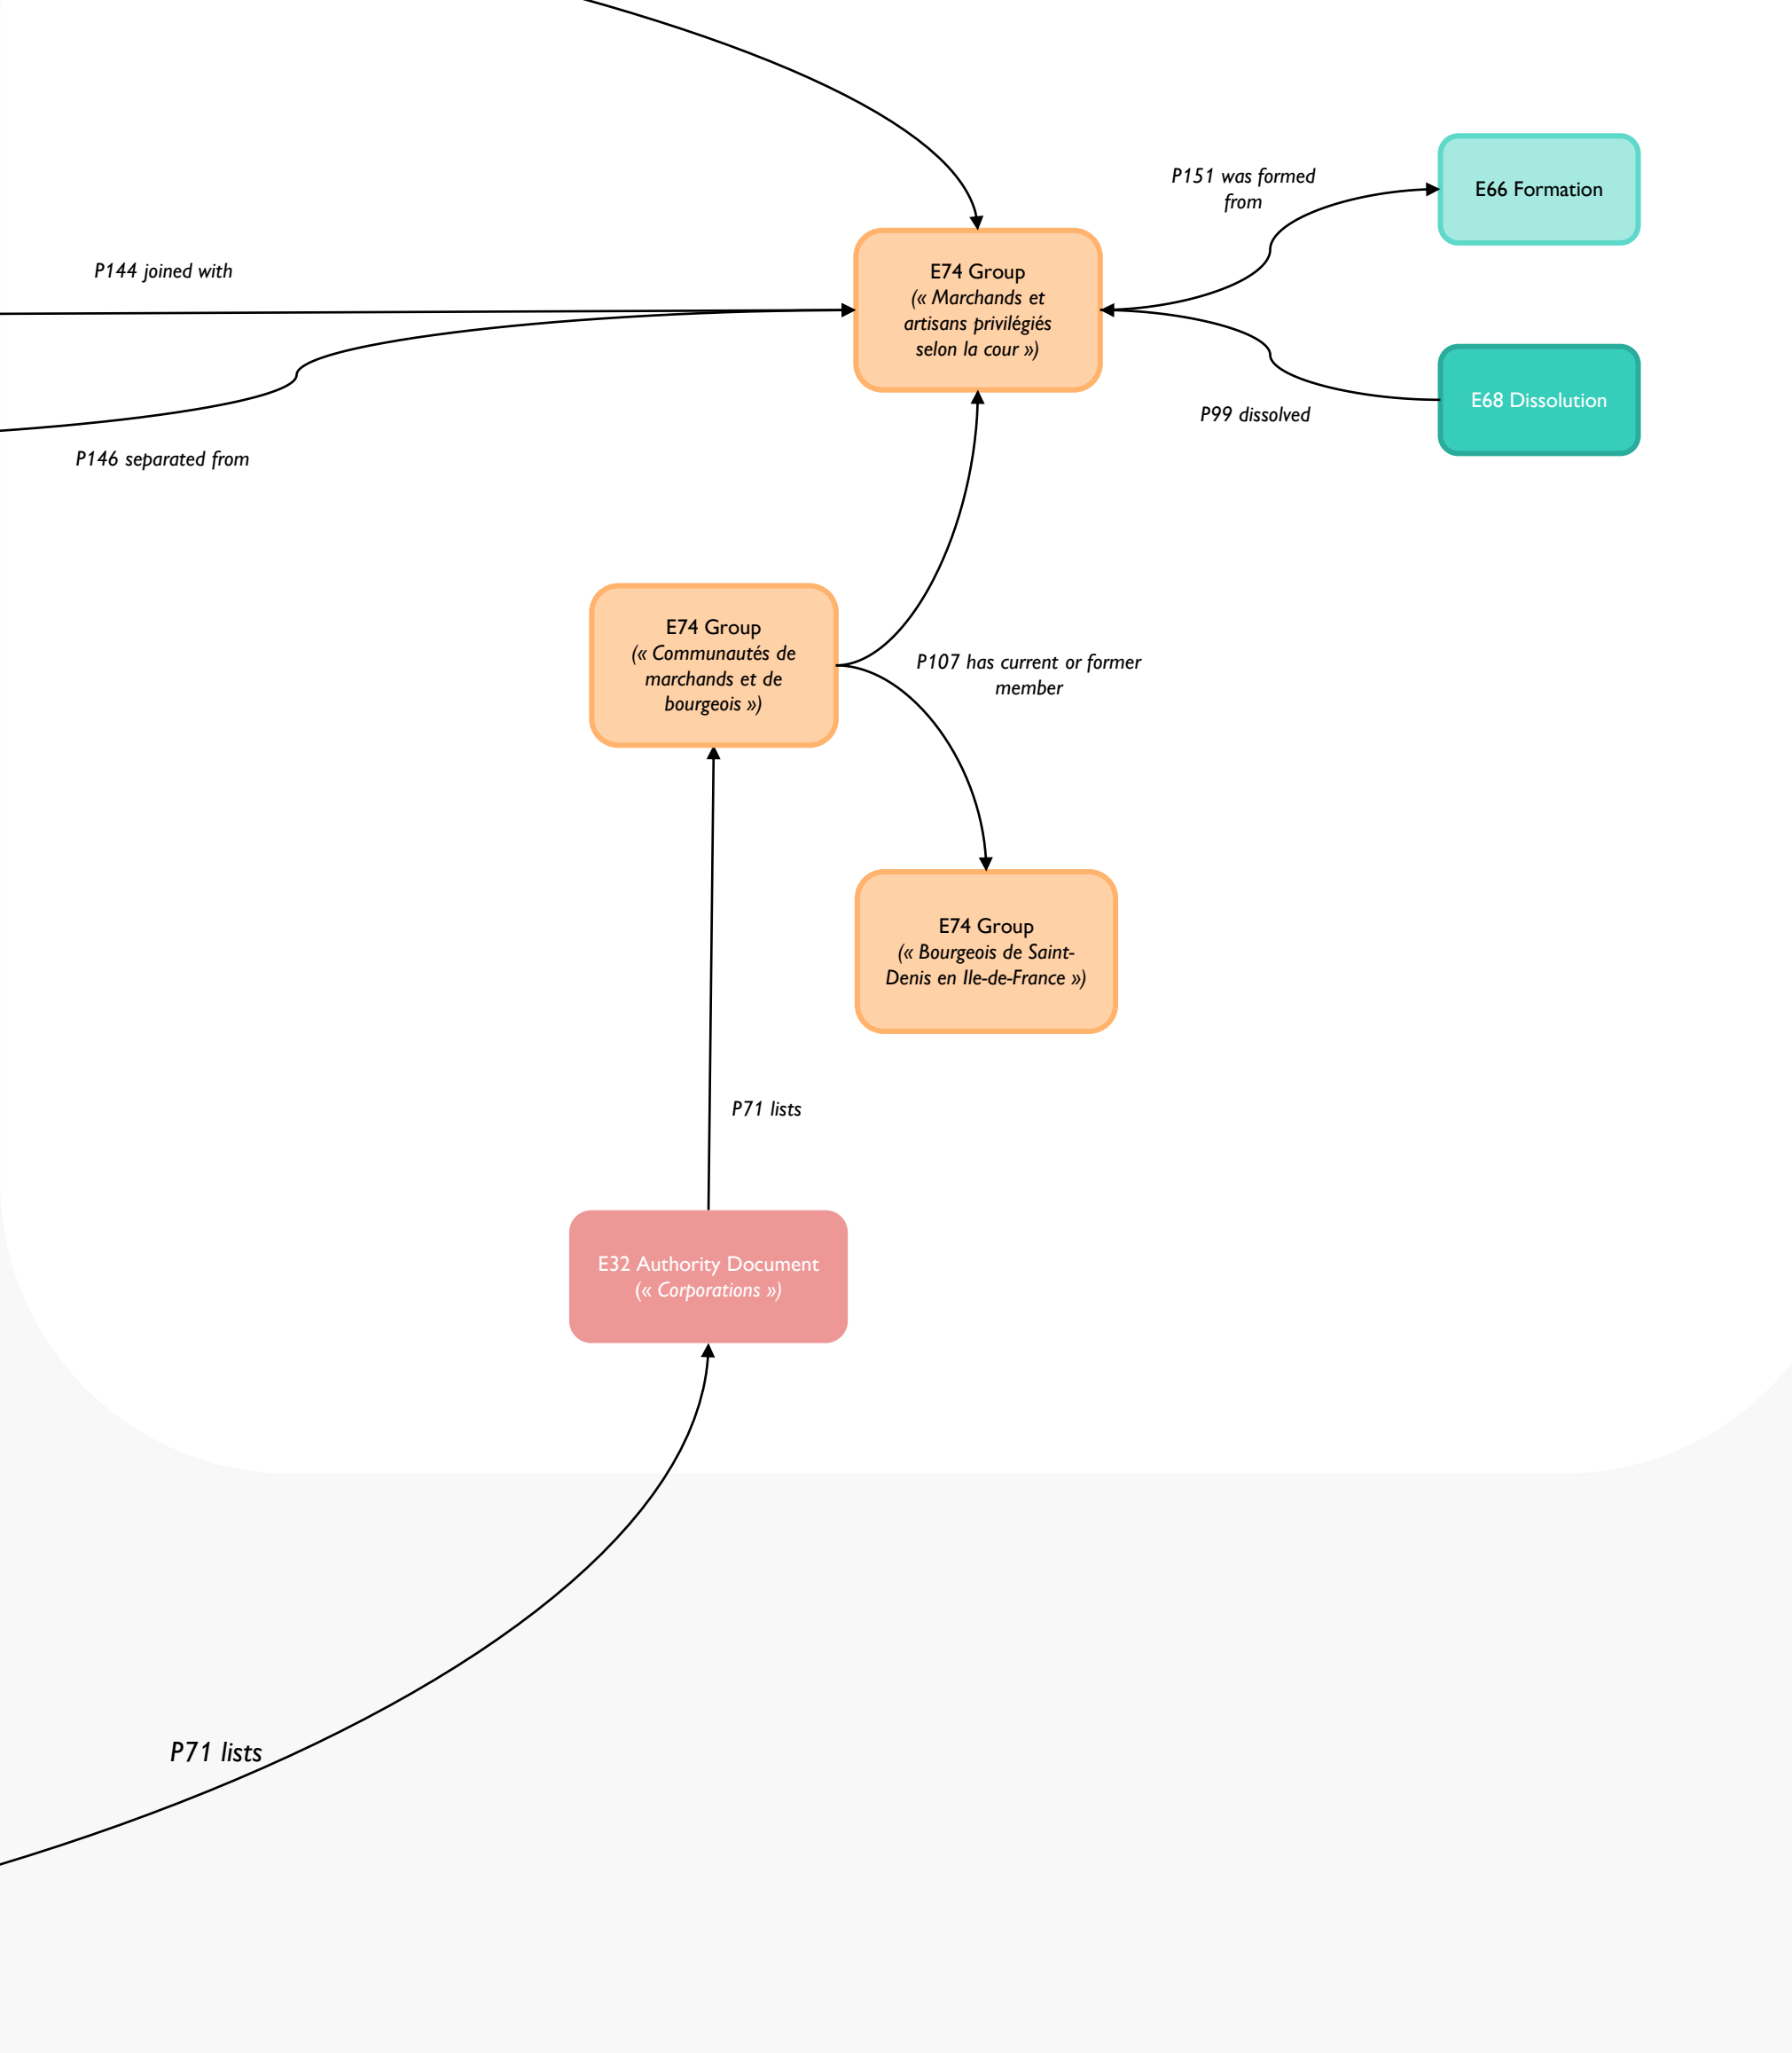 P151 was formed
from
E66 Formation
P144 joined with
E74 Group
(« Marchands et
artisans privilégiés
selon la cour »)
E68 Dissolution
P99 dissolved
P146 separated from
E74 Group
(« Communautés de
marchands et de
bourgeois »)
P107 has current or former
member
E74 Group
(« Bourgeois de Saint-
Denis en Ile-de-France »)
P71 lists
E32 Authority Document
(« Corporations »)
P71 lists